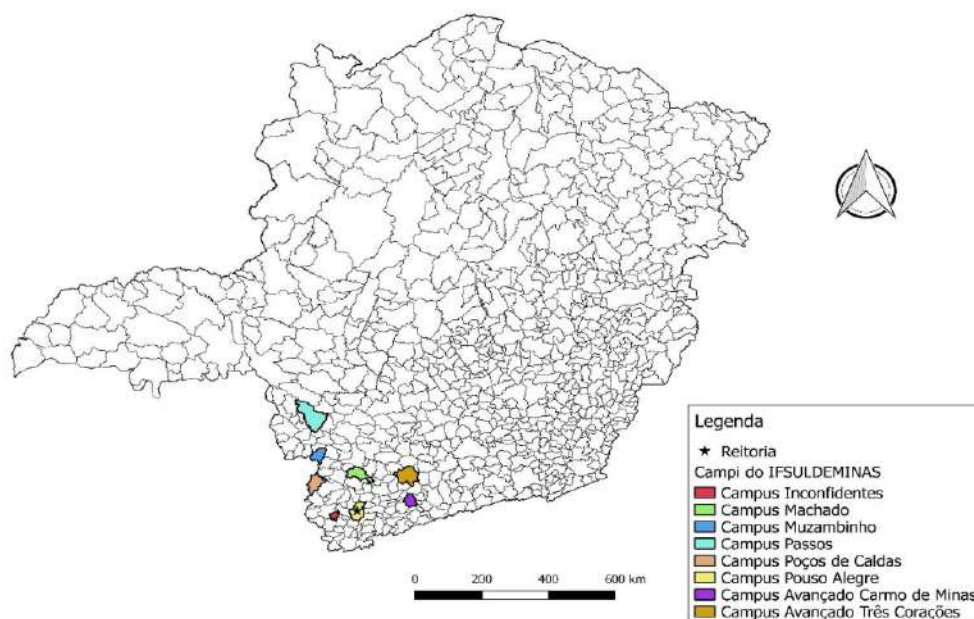 Legenda
★ Reitoria
Campi do IFSULDEMINAS
Campus Inconfidentes
Campus Machado
Campus Muzambinho
Campus Passos
Campus Poços de Caldas
Campus Pouso Alegre
Campus Avançado Carmo de Minas
Campus Avançado Três Corações
0 200 400 600 km